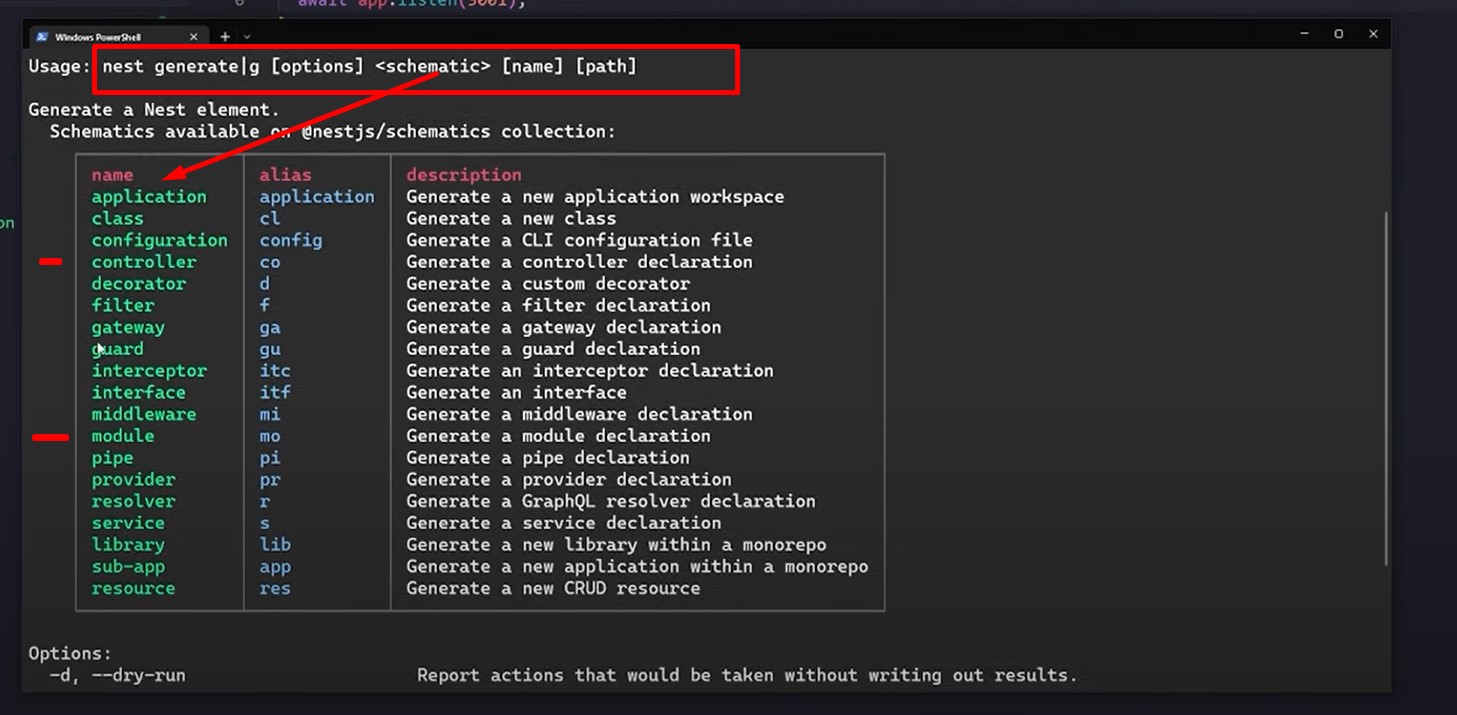 await app.listen(3001);
Windows PowerShell
Usage: nest generate|g [options] <schematic> [name] [path]
Generate a Nest element.
Schematics available on @nestjs/schematics collection:
name alias description
application application Generate a new application workspace
class cl Generate a new class
configuration config Generate a CLI configuration file
controller co Generate a controller declaration
decorator d Generate a custom decorator
filter f Generate a filter declaration
gateway ga Generate a gateway declaration
guard gu Generate a guard declaration
interceptor itc Generate an interceptor declaration
interface itf Generate an interface
middleware mi Generate a middleware declaration
module mo Generate a module declaration
pipe pi Generate a pipe declaration
provider pr Generate a provider declaration
resolver r Generate a GraphQL resolver declaration
service s Generate a service declaration
library lib Generate a new library within a monorepo
sub-app app Generate a new application within a monorepo
resource res Generate a new CRUD resource
Options:
-d, --dry-run Report actions that would be taken without writing out results.